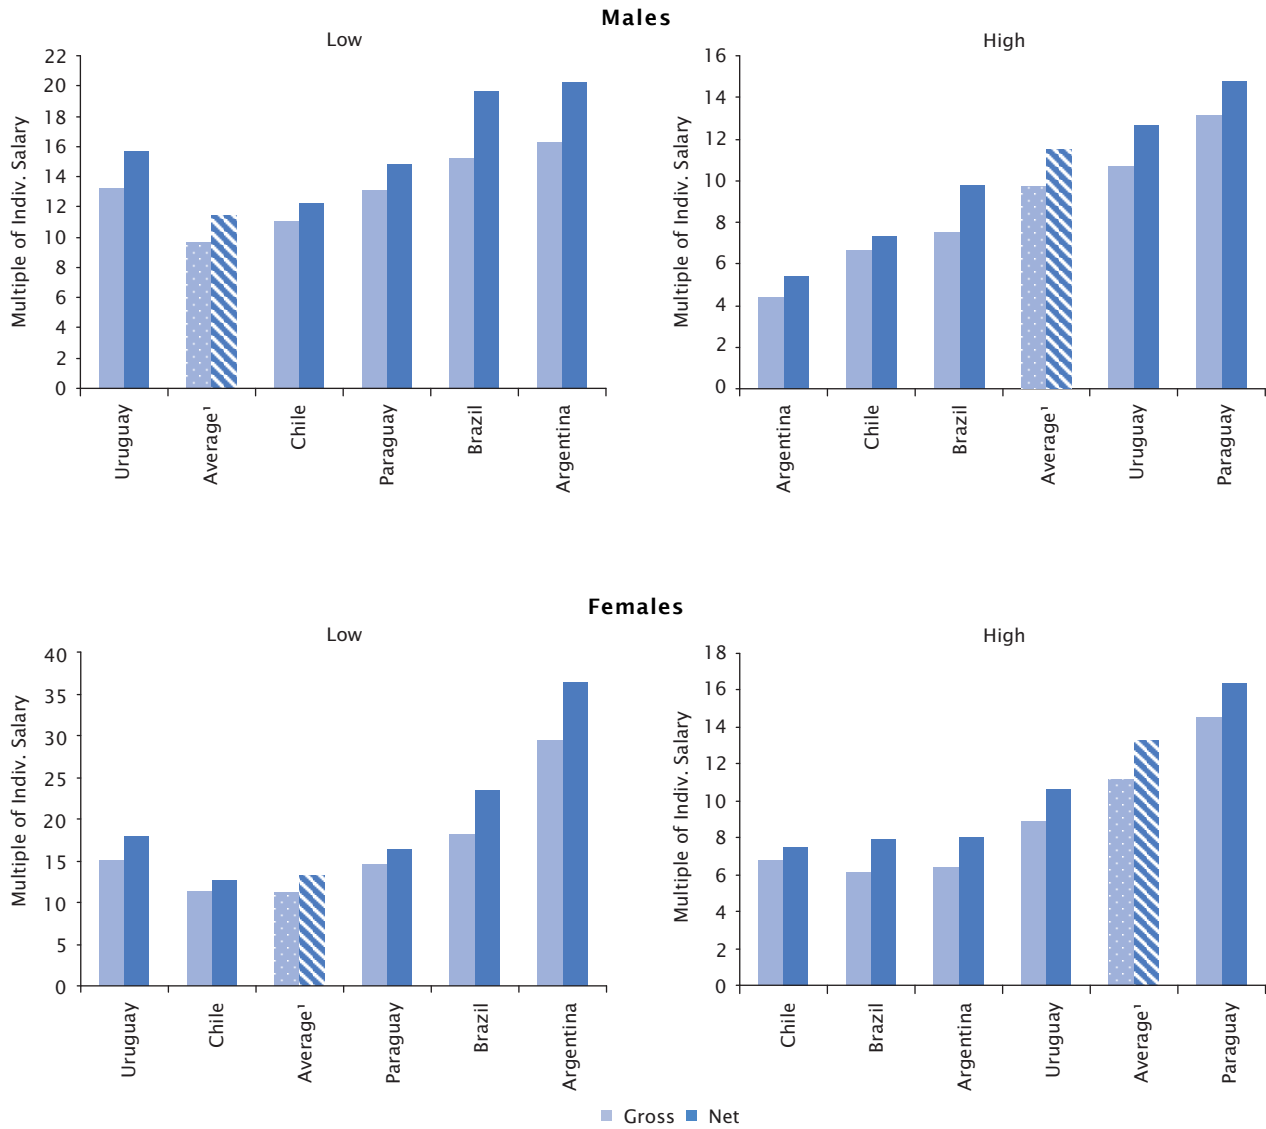 Males
Low
Multiple of Indiv. Salary
22
20
18
16
14
12
10
8
6
4
2
0
Uruguay
Average¹
Chile
Paraguay
Brazil
Argentina
High
Multiple of Indiv. Salary
16
14
12
10
8
6
4
2
0
Argentina
Chile
Brazil
Average¹
Uruguay
Paraguay
Females
Low
Multiple of Indiv. Salary
40
35
30
25
20
15
10
5
0
Uruguay
Chile
Average¹
Paraguay
Brazil
Argentina
High
Multiple of Indiv. Salary
18
16
14
12
10
8
6
4
2
0
Chile
Brazil
Argentina
Uruguay
Average¹
Paraguay
Gross Net